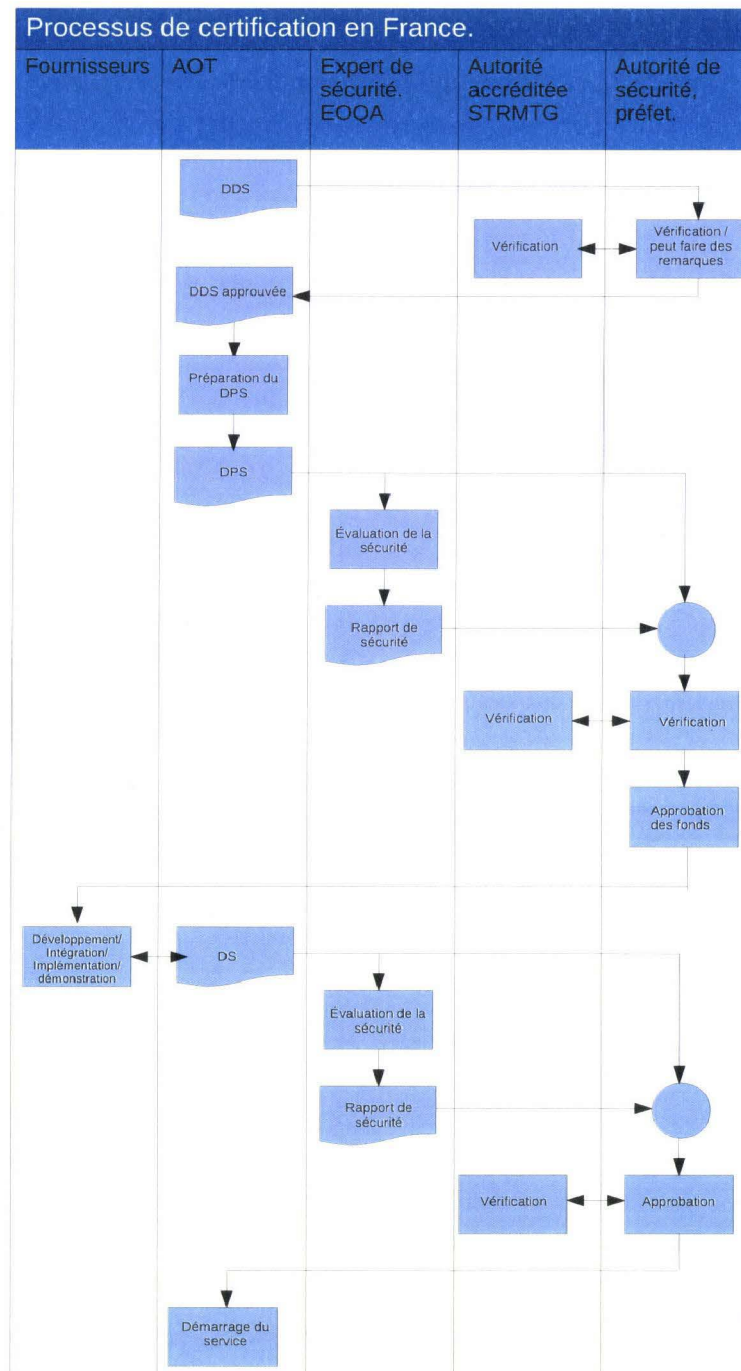 Processus de certification en France.
Fournisseurs
AOT
Expert de
sécurité.
EOQA
Autorité
accréditée
STRMTG
Autorité de
sécurité,
préfet.
DDS
Vérification
Vérification /
peut faire des
remarques
DDS approuvée
Préparation du
DPS
DPS
Évaluation de la
sécurité
Rapport de
sécurité
Vérification
Vérification
Approbation
des fonds
Développement/
Intégration/
Implémentation/
démonstration
DS
Évaluation de la
sécurité
Rapport de
sécurité
Vérification
Approbation
Démarrage du
service